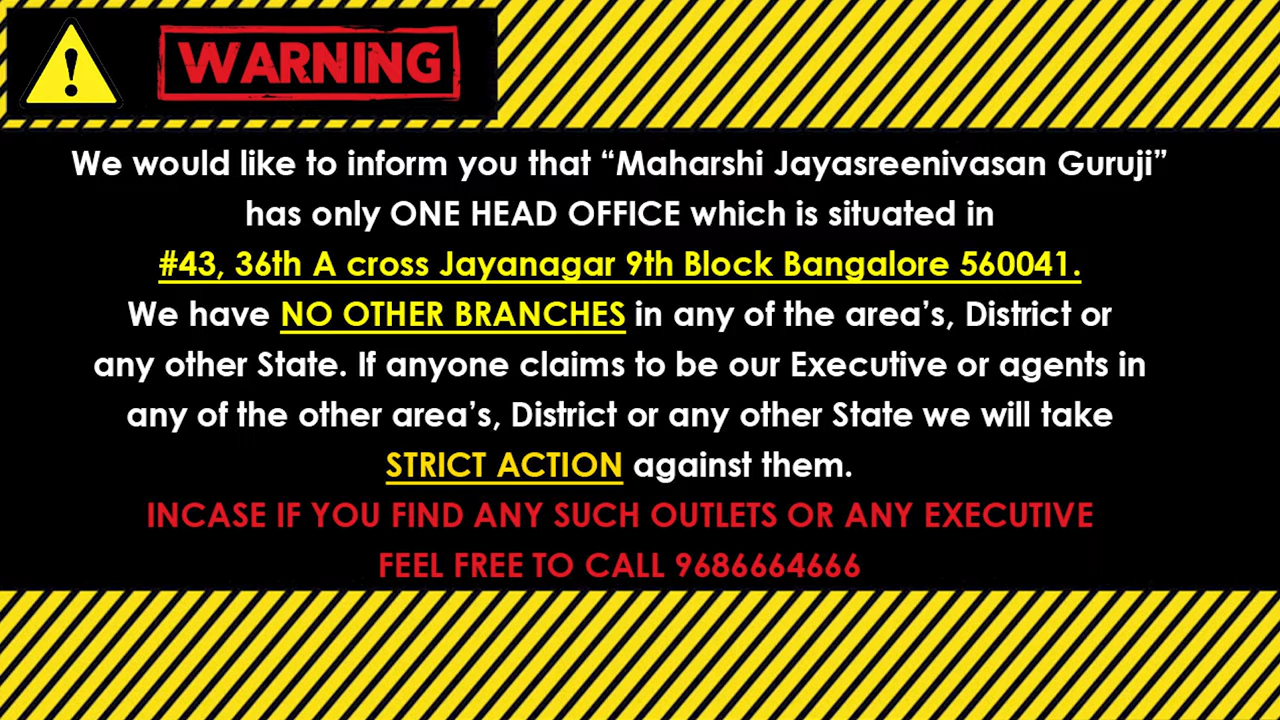 WARNING
We would like to inform you that “Maharshi Jayasreenivasan Guruji”
has only ONE HEAD OFFICE which is situated in
#43, 36th A cross Jayanagar 9th Block Bangalore 560041.
We have NO OTHER BRANCHES in any of the area’s, District or
any other State. If anyone claims to be our Executive or agents in
any of the other area’s, District or any other State we will take
STRICT ACTION against them.
INCASE IF YOU FIND ANY SUCH OUTLETS OR ANY EXECUTIVE
FEEL FREE TO CALL 9686664666